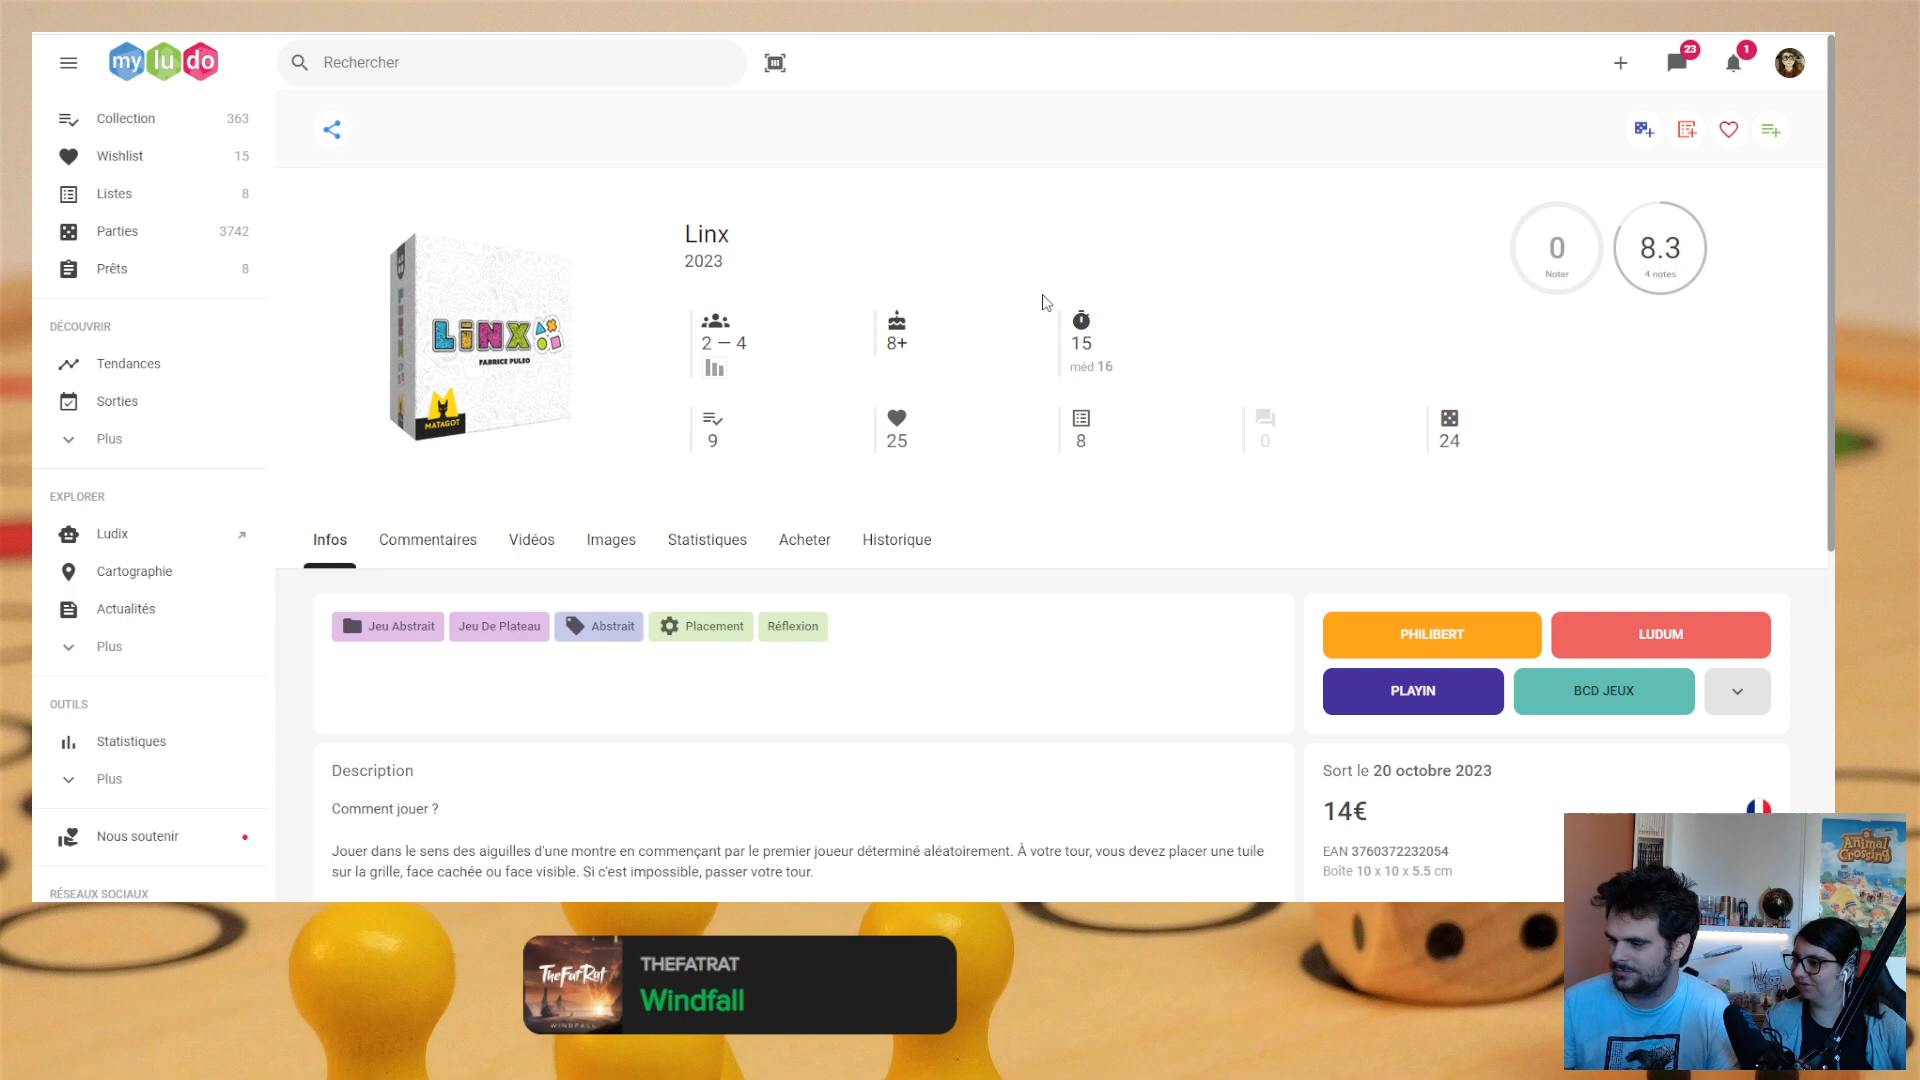 my lu do
Rechercher
23
1
Collection 363
Wishlist 15
Listes 8
Parties 3742
Prêts 8
DÉCOUVRIR
Tendances
Sorties
Plus
EXPLORER
Ludix
Cartographie
Actualités
Plus
OUTILS
Statistiques
Plus
Nous soutenir
RÉSEAUX SOCIAUX
LINX
FABRICE PULEO
MATAGOT
Linx
2023
0
Noter
8.3
4 notes
2 — 4
8+
15
méd 16
9
25
8
0
24
Infos Commentaires Vidéos Images Statistiques Acheter Historique
Jeu Abstrait Jeu De Plateau Abstrait Placement Réflexion
PHILIBERT LUDUM
PLAYIN BCD JEUX
Description
Comment jouer ?
Jouer dans le sens des aiguilles d'une montre en commençant par le premier joueur déterminé aléatoirement. À votre tour, vous devez placer une tuile
sur la grille, face cachée ou face visible. Si c'est impossible, passer votre tour.
Sort le 20 octobre 2023
14€
EAN 3760372232054
Boîte 10 x 10 x 5.5 cm
Animal
Crossing
TheFatRat
WINDFALL
THEFATRAT
Windfall